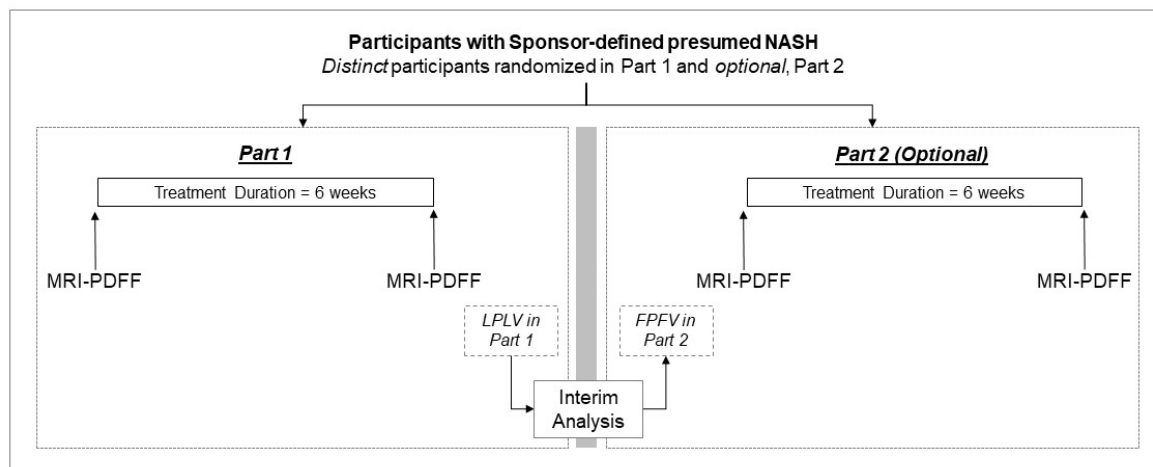 Participants with Sponsor-defined presumed NASH
Distinct participants randomized in Part 1 and optional, Part 2
Part 1
Treatment Duration = 6 weeks
MRI-PDFF
MRI-PDFF
LPLV in
Part 1
Part 2 (Optional)
Treatment Duration = 6 weeks
MRI-PDFF
MRI-PDFF
FPFV in
Part 2
Interim
Analysis